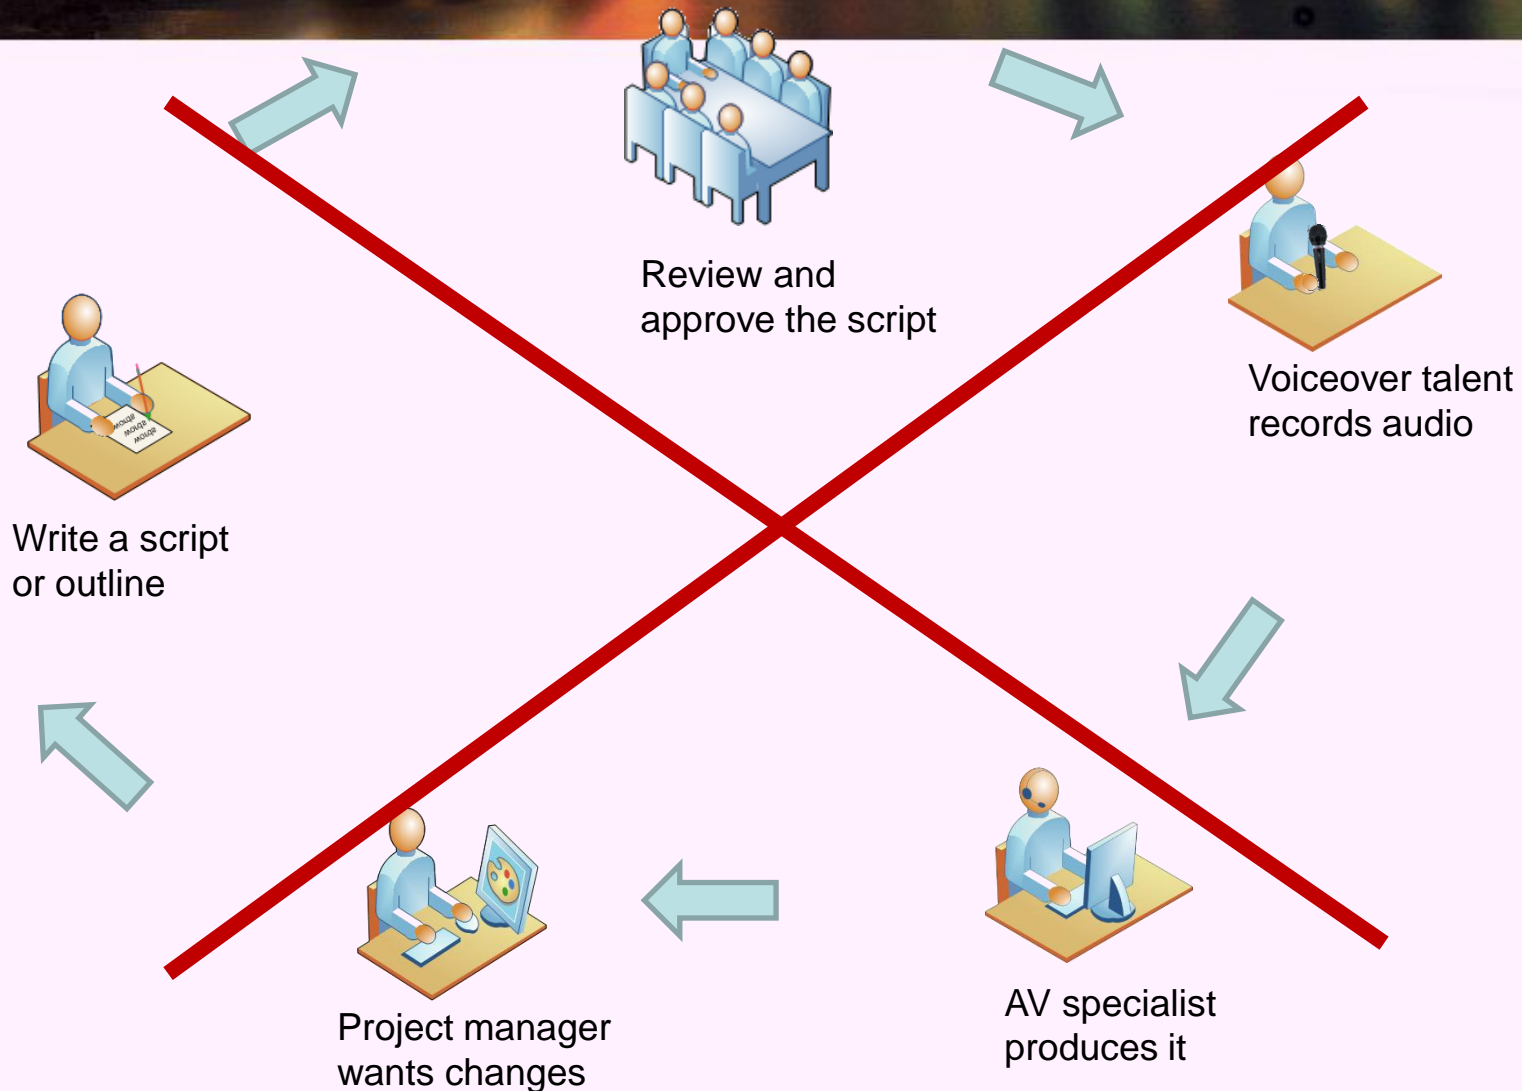 Review and
approve the script
Voiceover talent
records audio
Write a script
or outline
AV specialist
produces it
Project manager
wants changes